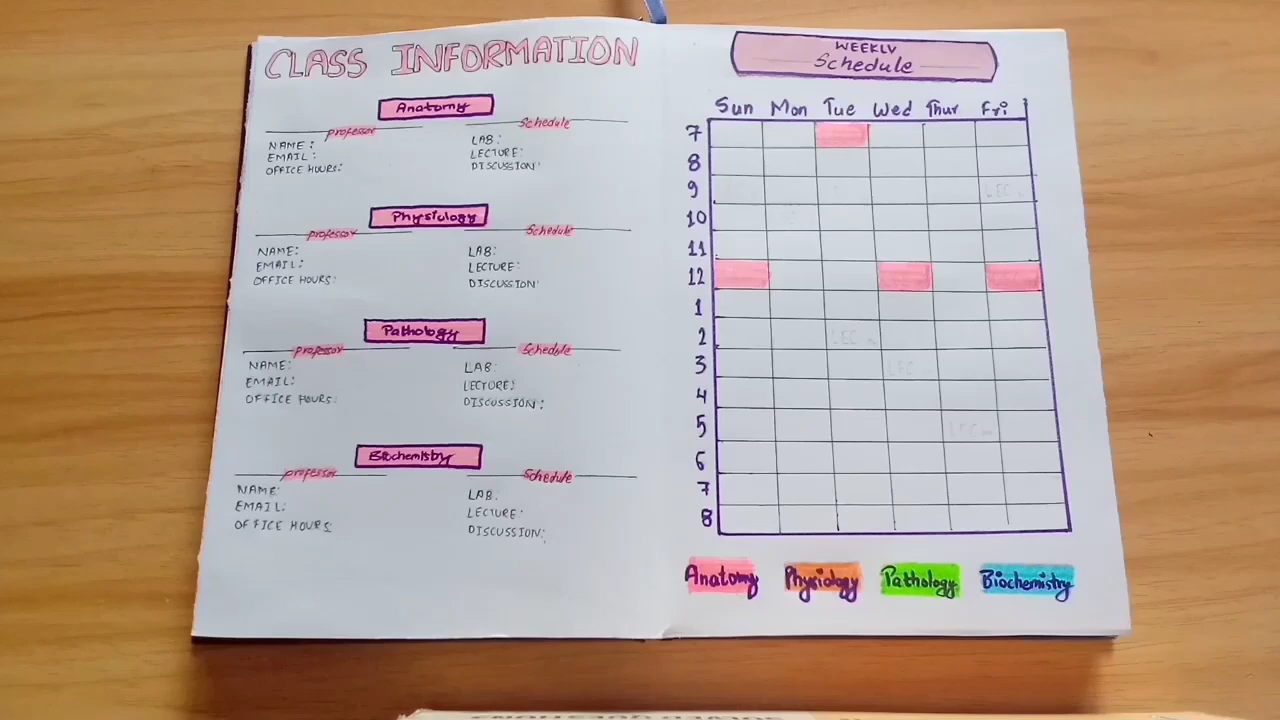 CLASS INFORMATION
Anatomy
professor
NAME:
EMAIL:
OFFICE HOURS:
Schedule
LAB:
LECTURE:
DISCUSSION:
Physiology
professor
NAME:
EMAIL:
OFFICE HOURS:
Schedule
LAB:
LECTURE:
DISCUSSION:
Pathology
professor
NAME:
EMAIL:
OFFICE HOURS:
Schedule
LAB:
LECTURE:
DISCUSSION:
Biochemistry
professor
NAME:
EMAIL:
OFFICE HOURS:
Schedule
LAB:
LECTURE:
DISCUSSION:
WEEKLY
Schedule
Sun Mon Tue Wed Thur Fri
7
8
9
10
11
12
1
2
3
4
5
6
7
8
Anatomy Physiology Pathology Biochemistry